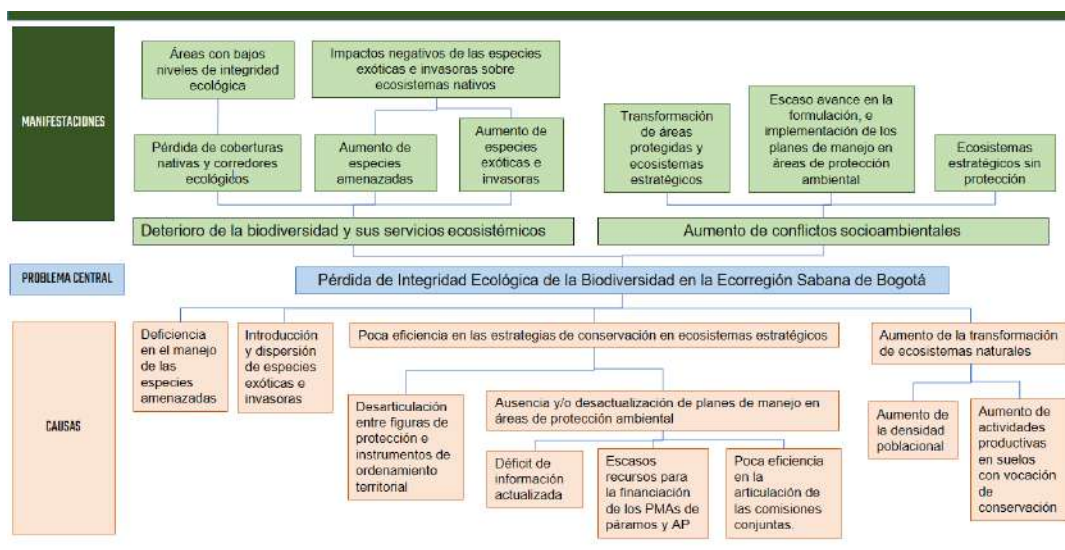 Áreas con bajos
niveles de integridad
ecológica
Impactos negativos de las especies
exóticas e invasoras sobre
ecosistemas nativos
MANIFESTACIONES
Pérdida de coberturas
nativas y corredores
ecológicos
Aumento de
especies
amenazadas
Aumento de
especies
exóticas e
invasoras
Transformación
de áreas
protegidas y
ecosistemas
estratégicos
Escaso avance en la
formulación, e
implementación de los
planes de manejo en
áreas de protección
ambiental
Ecosistemas
estratégicos sin
protección
Deterioro de la biodiversidad y sus servicios ecosistémicos
Aumento de conflictos socioambientales
PROBLEMA CENTRAL
Pérdida de Integridad Ecológica de la Biodiversidad en la Ecorregión Sabana de Bogotá
CAUSAS
Deficiencia
en el manejo
de las
especies
amenazadas
Introducción
y dispersión
de especies
exóticas e
invasoras
Poca eficiencia en las estrategias de conservación en ecosistemas estratégicos
Aumento de la transformación
de ecosistemas naturales
Desarticulación
entre figuras de
protección e
instrumentos de
ordenamiento
territorial
Ausencia y/o desactualización de planes de manejo en
áreas de protección ambiental
Déficit de
información
actualizada
Escasos
recursos para
la financiación
de los PMAs de
páramos y AP
Poca eficiencia
en la
articulación de
las comisiones
conjuntas.
Aumento de
la densidad
poblacional
Aumento de
actividades
productivas
en suelos
con vocación
de
conservación